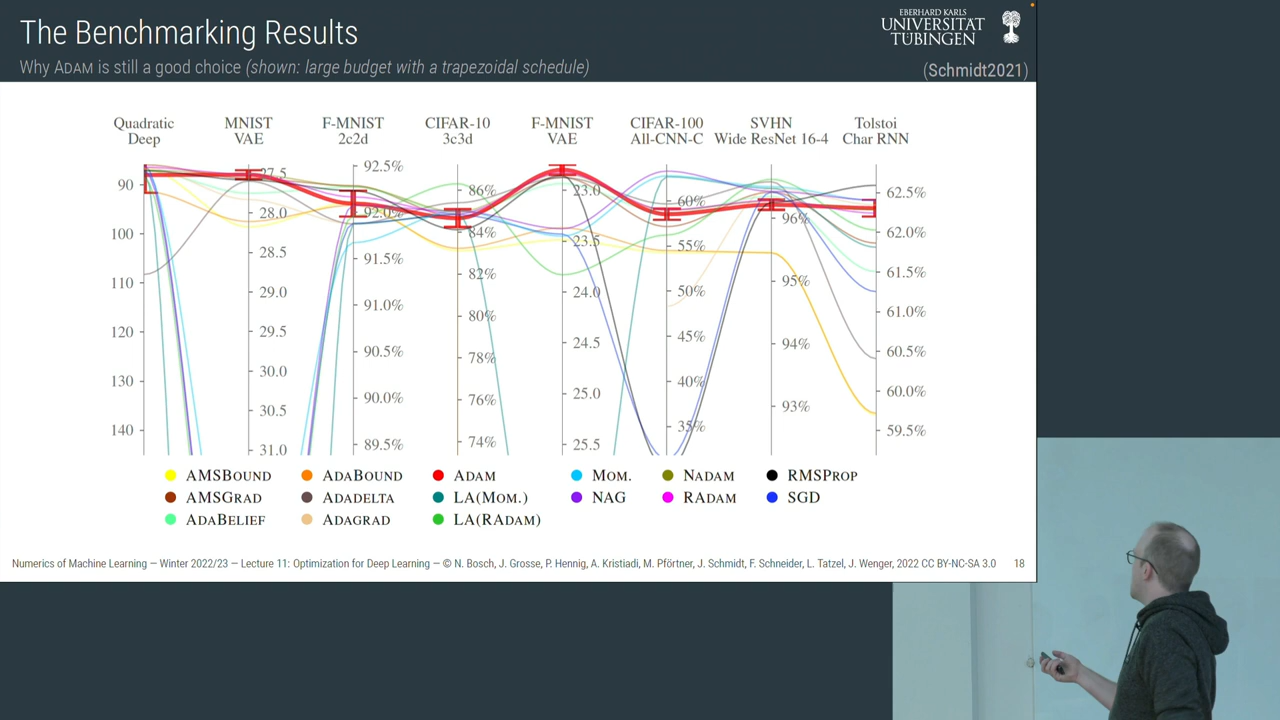 The Benchmarking Results
Why ADAM is still a good choice (shown: large budget with a trapezoidal schedule)
EBERHARD KARLS
UNIVERSITÄT
TÜBINGEN
(Schmidt2021)
Quadratic Deep
MNIST VAE
F-MNIST 2c2d
CIFAR-10 3c3d
F-MNIST VAE
CIFAR-100 All-CNN-C
SVHN Wide ResNet 16-4
Tolstoi Char RNN
90
100
110
120
130
140
27.5
28.0
28.5
29.0
29.5
30.0
30.5
31.0
92.5%
92.0%
91.5%
91.0%
90.5%
90.0%
89.5%
86%
84%
82%
80%
78%
76%
74%
23.0
23.5
24.0
24.5
25.0
25.5
60%
55%
50%
45%
40%
35%
96%
95%
94%
93%
62.5%
62.0%
61.5%
61.0%
60.5%
60.0%
59.5%
AMSBOUND
ADABOUND
ADAM
MOM.
NADAM
RMSPROP
AMSGRAD
ADADELTA
LA(MOM.)
NAG
RADAM
SGD
ADABELIEF
ADAGRAD
LA(RADAM)
Numerics of Machine Learning — Winter 2022/23 — Lecture 11: Optimization for Deep Learning — © N. Bosch, J. Grosse, P. Hennig, A. Kristiadi, M. Pförtner, J. Schmidt, F. Schneider, L. Tatzel, J. Wenger, 2022 CC BY-NC-SA 3.0
18